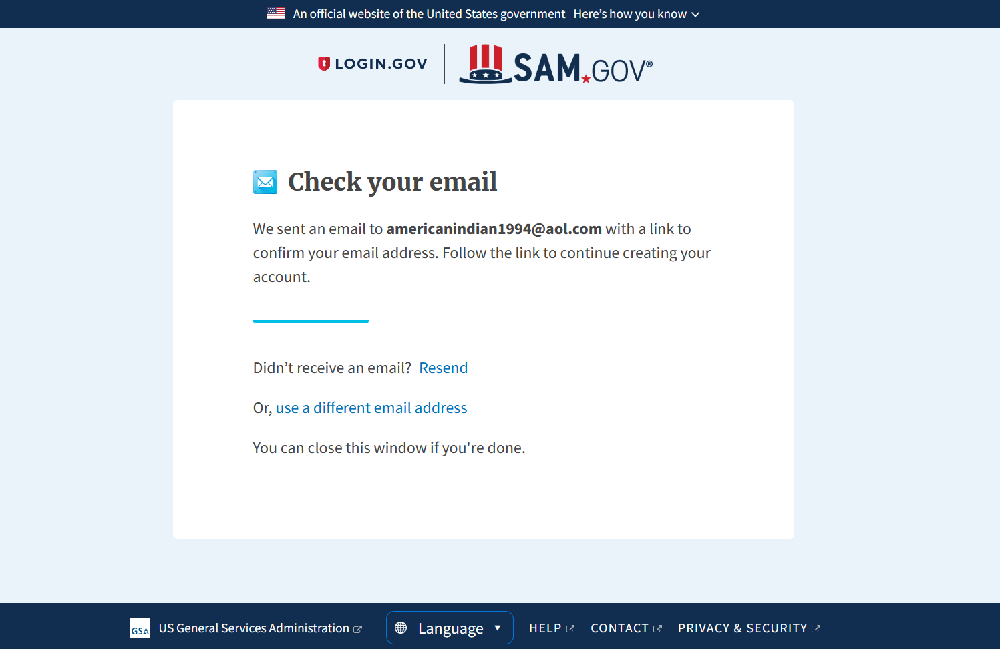 An official website of the United States government Here’s how you know
LOGIN.GOV
SAM.GOV®
Check your email
We sent an email to americanindian1994@aol.com with a link to
confirm your email address. Follow the link to continue creating your
account.
Didn’t receive an email? Resend
Or, use a different email address
You can close this window if you're done.
GSA US General Services Administration
Language
HELP
CONTACT
PRIVACY & SECURITY